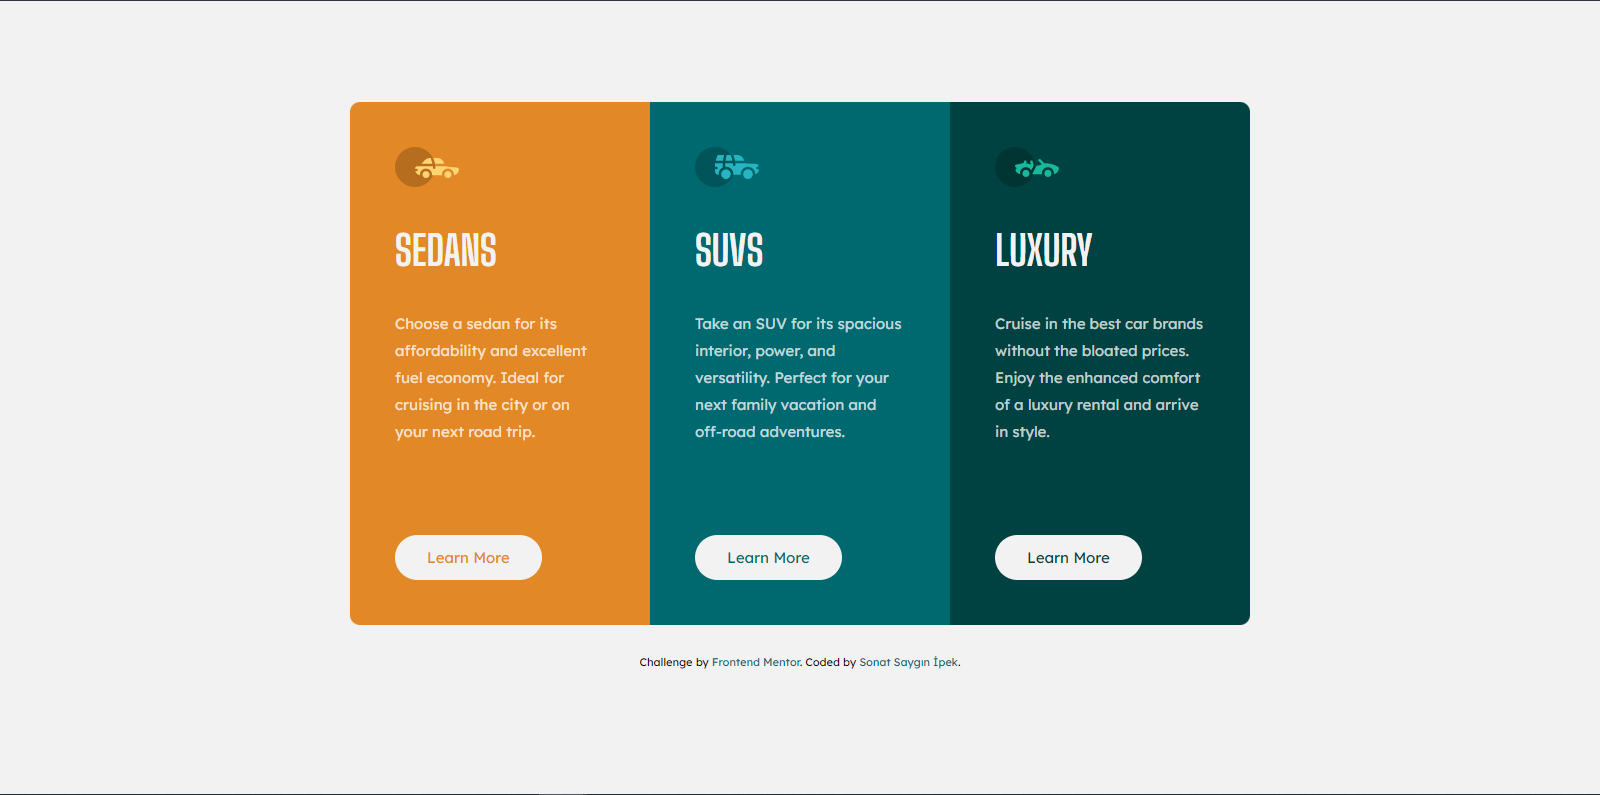 SEDANS
Choose a sedan for its
affordability and excellent
fuel economy. Ideal for
cruising in the city or on
your next road trip.
Learn More
SUVS
Take an SUV for its spacious
interior, power, and
versatility. Perfect for your
next family vacation and
off-road adventures.
Learn More
LUXURY
Cruise in the best car brands
without the bloated prices.
Enjoy the enhanced comfort
of a luxury rental and arrive
in style.
Learn More
Challenge by Frontend Mentor. Coded by Sonat Saygın İpek.